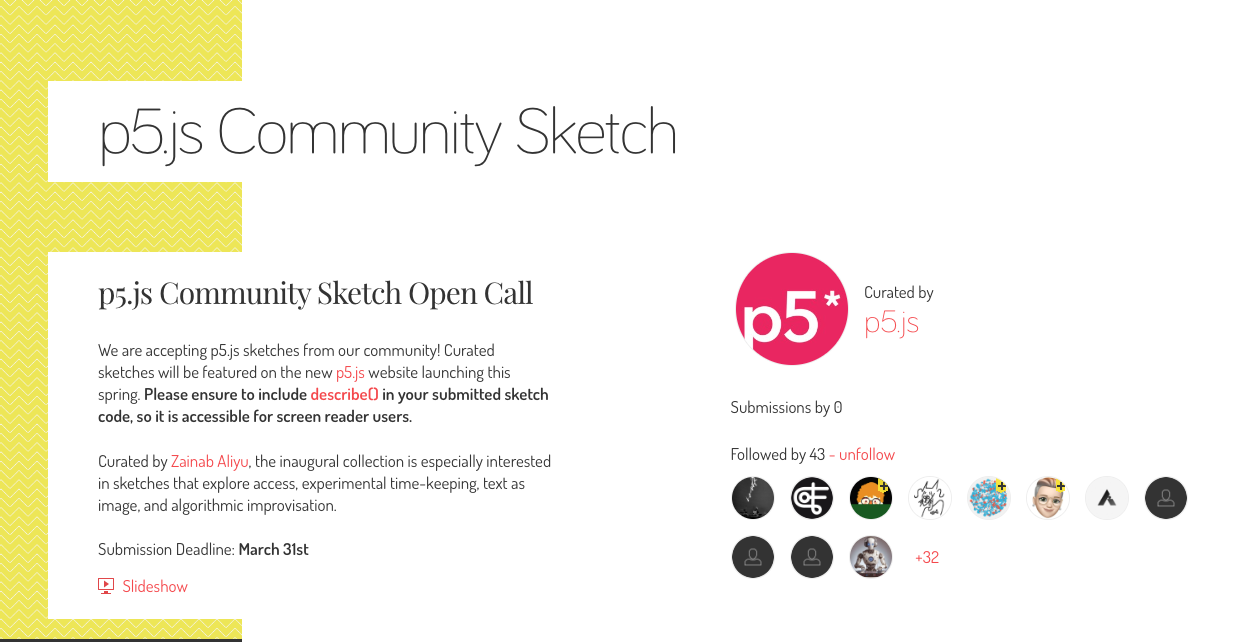 p5.js Community Sketch
p5.js Community Sketch Open Call
We are accepting p5.js sketches from our community! Curated
sketches will be featured on the new p5.js website launching this
spring. Please ensure to include describe() in your submitted sketch
code, so it is accessible for screen reader users.
Curated by Zainab Aliyu, the inaugural collection is especially interested
in sketches that explore access, experimental time-keeping, text as
image, and algorithmic improvisation.
Submission Deadline: March 31st
Slideshow
p5*
Curated by
p5.js
Submissions by 0
Followed by 43 - unfollow
+32